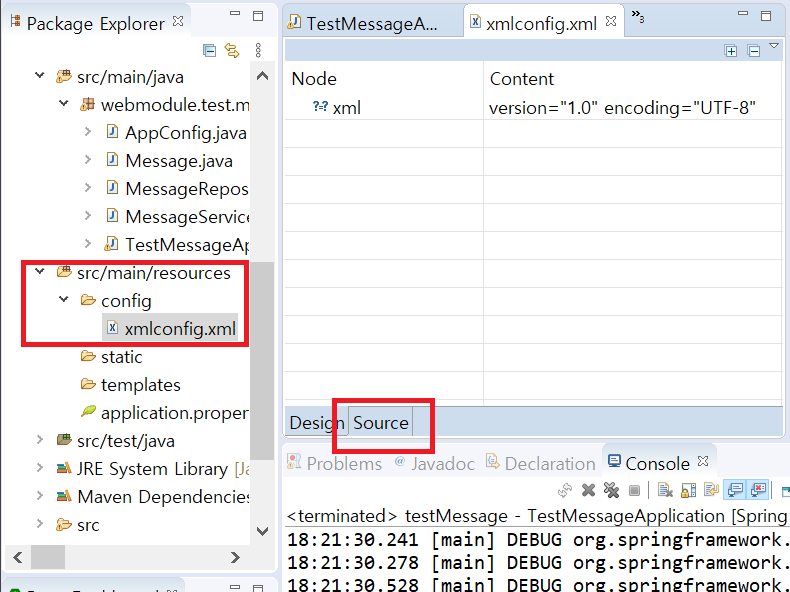 Package Explorer
src/main/java
webmodule.test.m
AppConfig.java
Message.java
MessageRepos
MessageService
TestMessageAp
src/main/resources
config
xmlconfig.xml
static
templates
application.proper
src/test/java
JRE System Library [Ja
Maven Dependencies
src
TestMessageA...
xmlconfig.xml
»3
Node Content
?=? xml version="1.0" encoding="UTF-8"
Design Source
Problems @ Javadoc Declaration Console
<terminated> testMessage - TestMessageApplication [Spring
18:21:30.241 [main] DEBUG org.springframework.
18:21:30.278 [main] DEBUG org.springframework.
18:21:30.528 [main] DEBUG org.springframework.